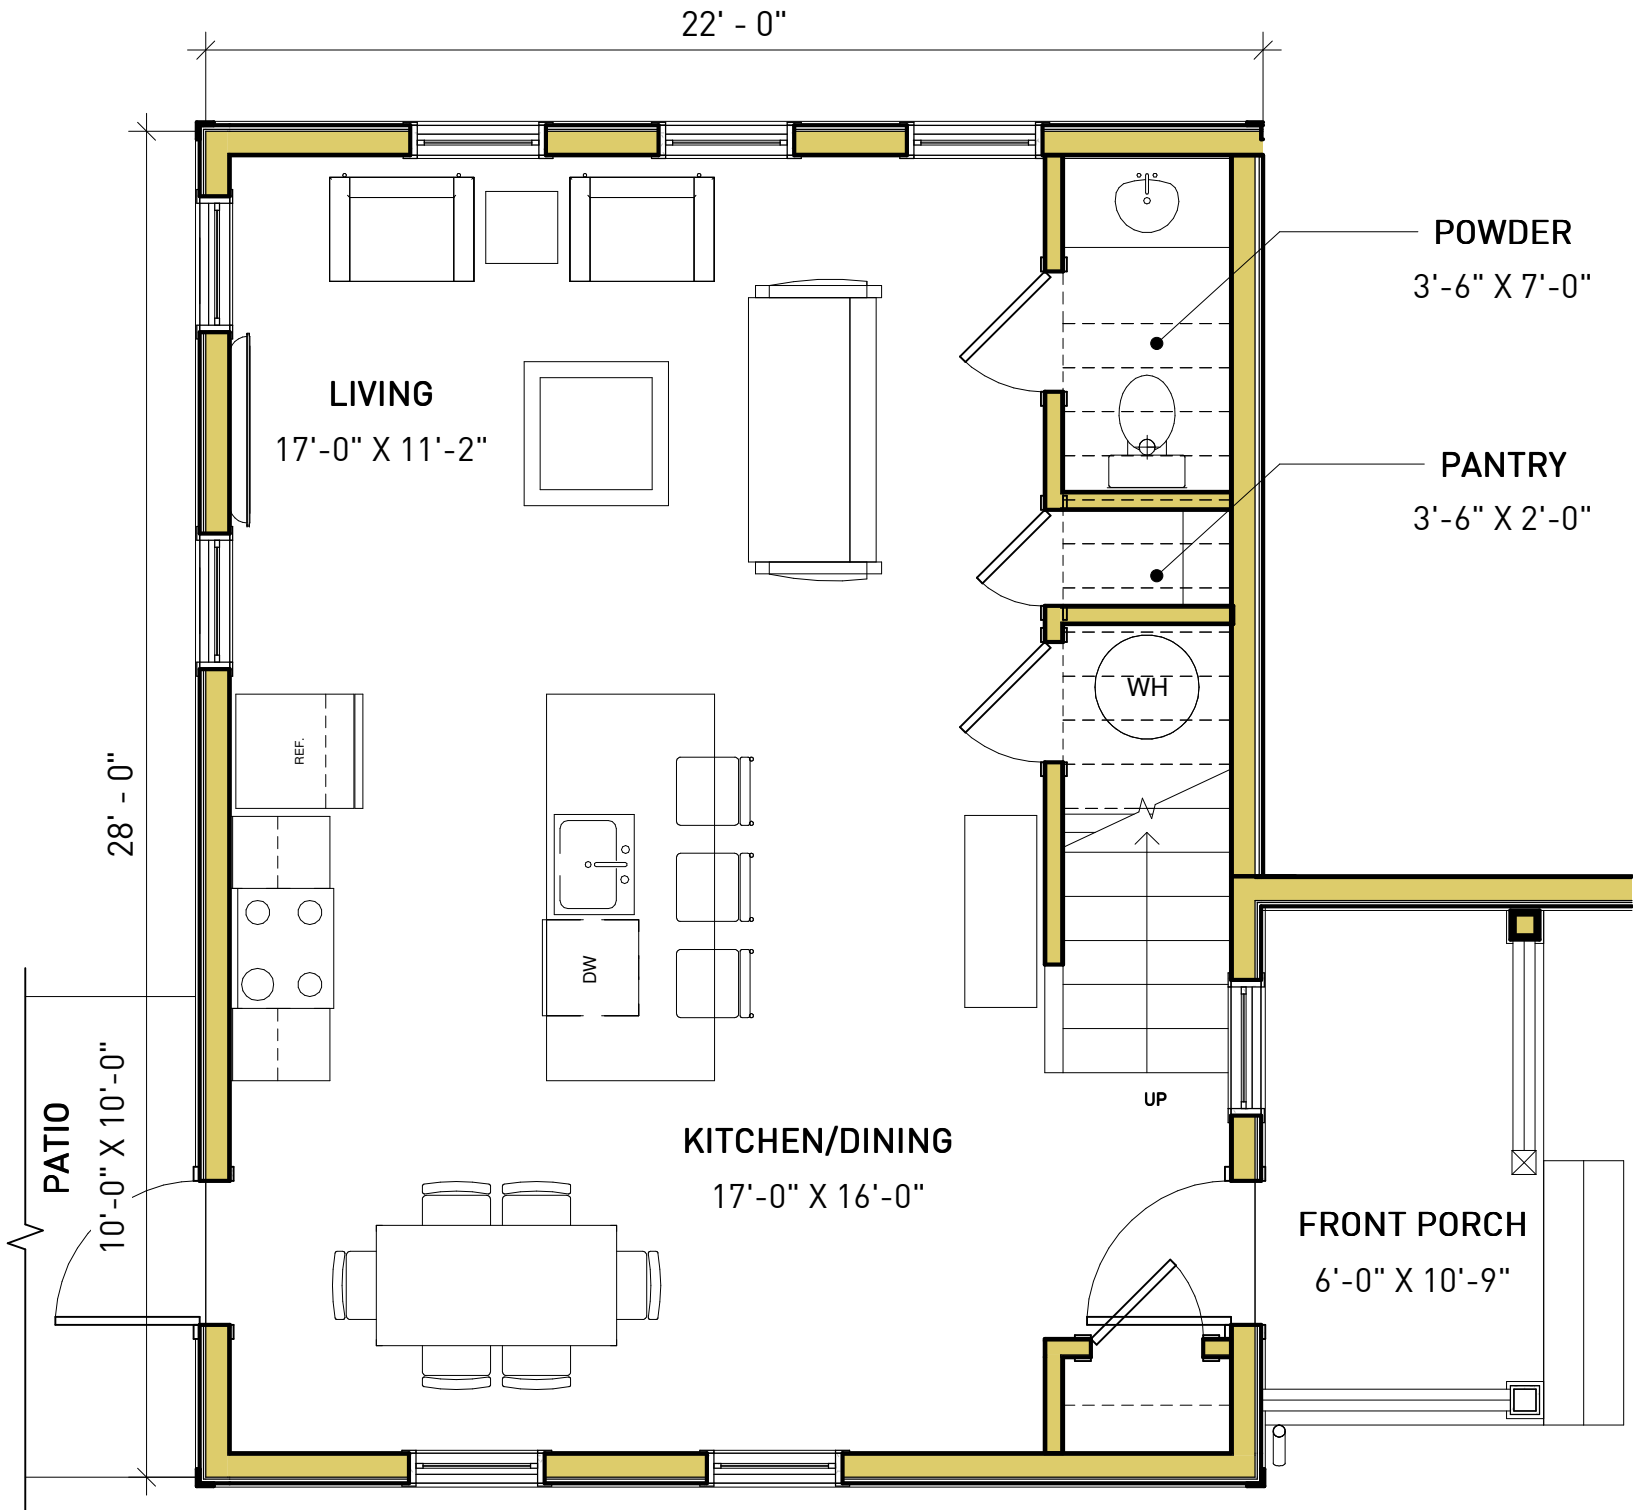 22' - 0"
POWDER
3'-6" X 7'-0"
LIVING
17'-0" X 11'-2"
PANTRY
3'-6" X 2'-0"
WH
REF.
28' - 0"
DW
UP
PATIO
10'-0" X 10'-0"
KITCHEN/DINING
17'-0" X 16'-0"
FRONT PORCH
6'-0" X 10'-9"